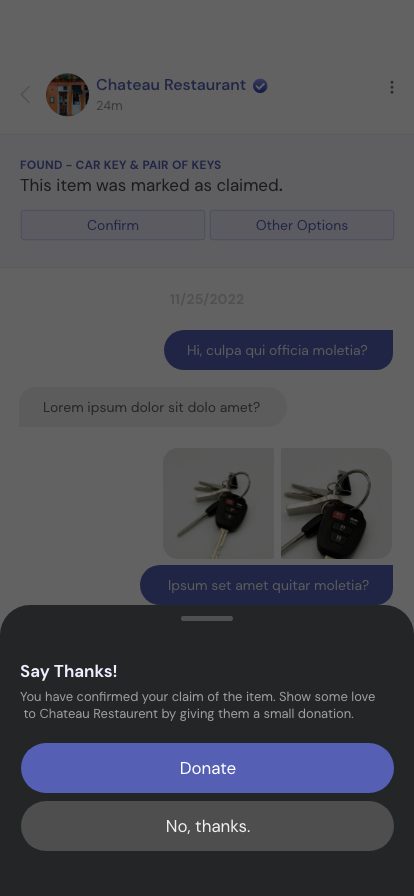 Chateau Restaurant
24m
FOUND - CAR KEY & PAIR OF KEYS
This item was marked as claimed.
Confirm
Other Options
11/25/2022
Hi, culpa qui officia moletia?
Lorem ipsum dolor sit dolo amet?
Ipsum set amet quitar moletia?
Say Thanks!
You have confirmed your claim of the item. Show some love
to Chateau Restaurent by giving them a small donation.
Donate
No, thanks.